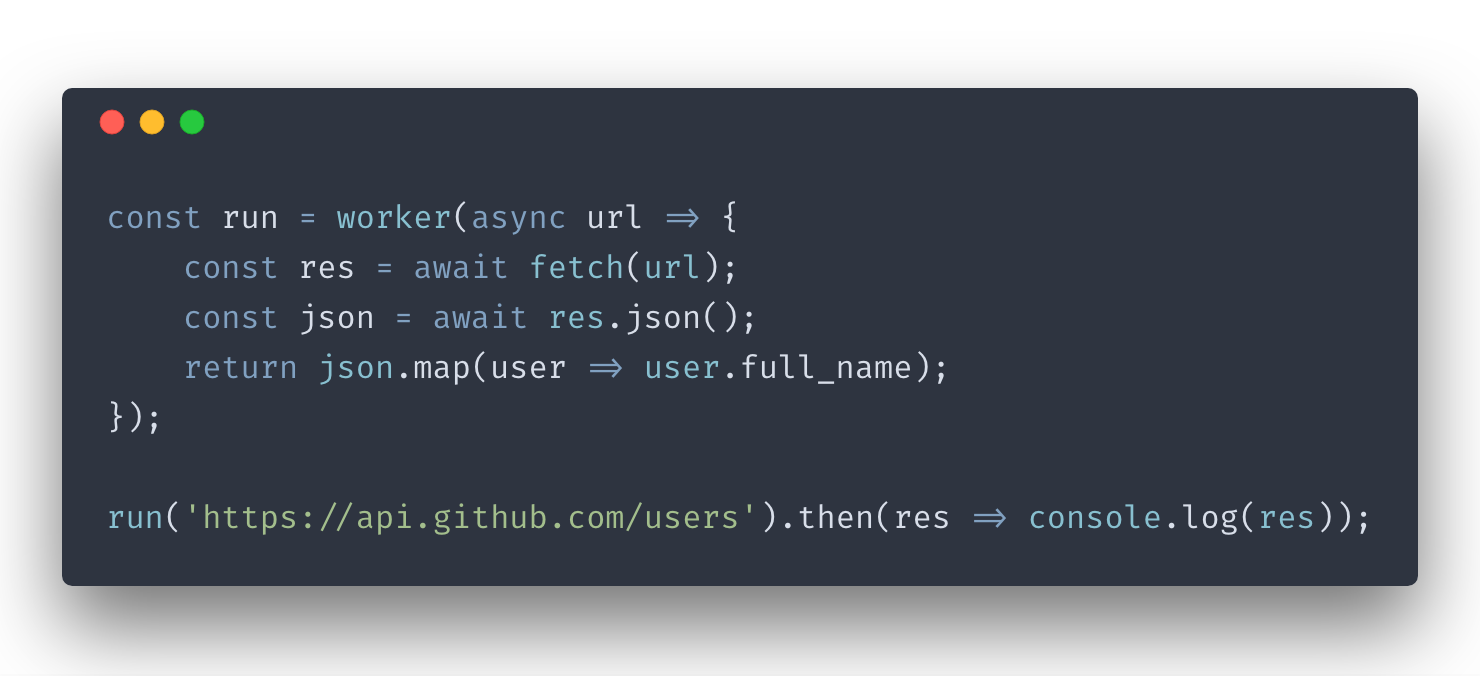 const run = worker(async url => {
    const res = await fetch(url);
    const json = await res.json();
    return json.map(user => user.full_name);
});

run('https://api.github.com/users').then(res => console.log(res));